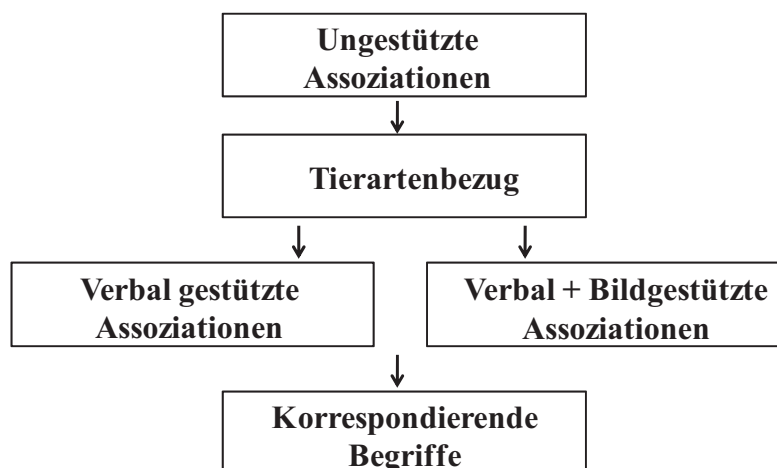 Ungestützte
Assoziationen
Tierartenbezug
Verbal gestützte
Assoziationen
Verbal + Bildgestützte
Assoziationen
Korrespondierende
Begriffe